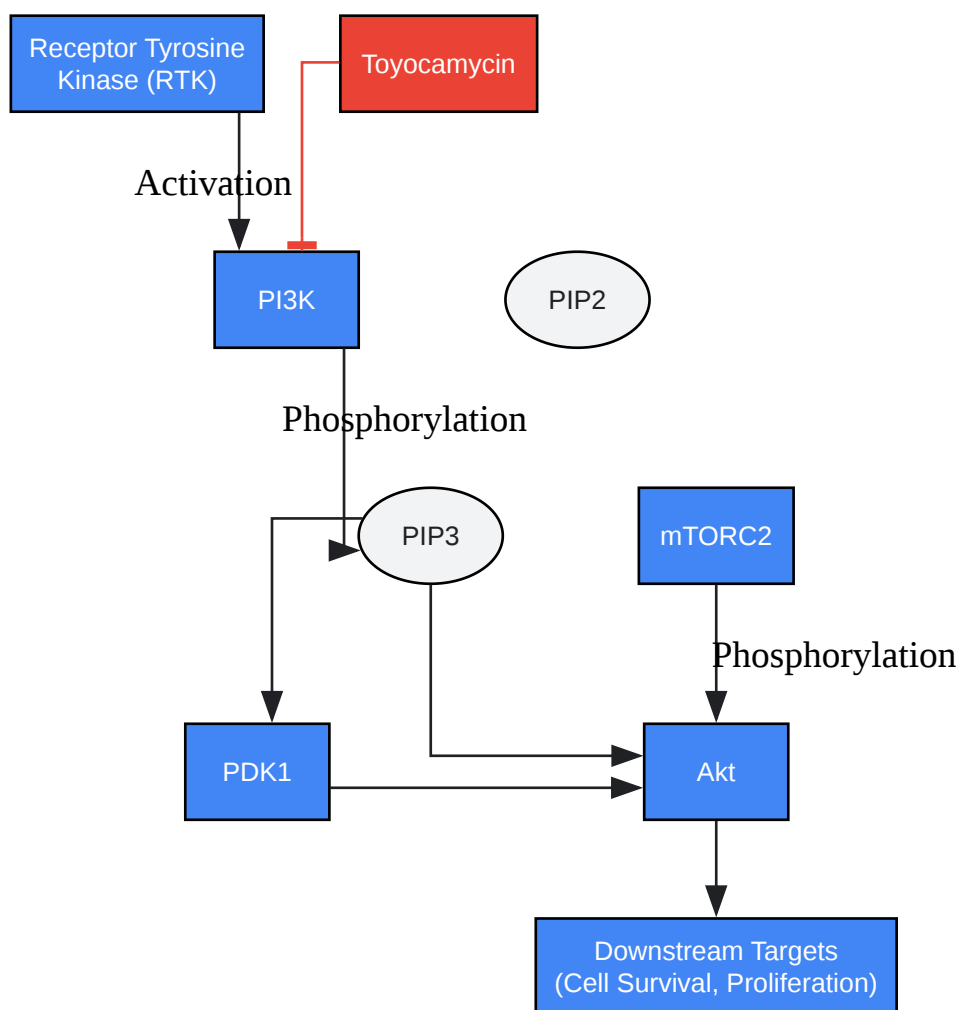 Receptor Tyrosine
Kinase (RTK)
Toyocamycin
Activation
PI3K
PIP2
Phosphorylation
PIP3
mTORC2
Phosphorylation
PDK1
Akt
Downstream Targets
(Cell Survival, Proliferation)